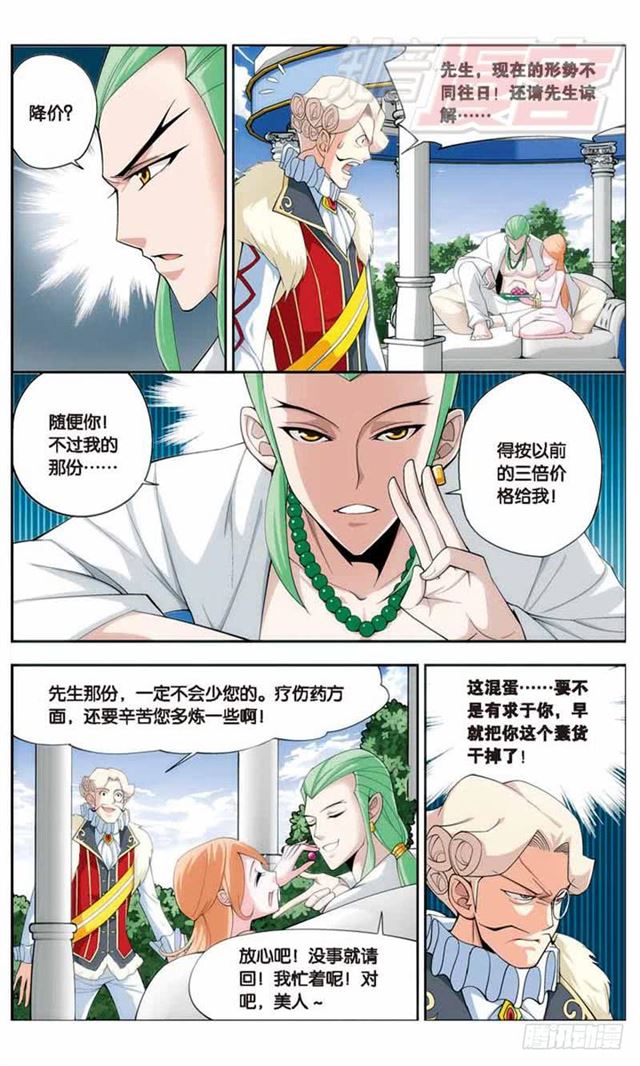 降价？
先生，现在的形势不
同往日！还请先生谅
解……
随便你！
不过我的
那份……
得按以前
的三倍价
格给我！
先生那份，一定不会少您的。疗伤药方
面，还要辛苦您多炼一些啊！
这混蛋……要不
是有求于你，早
就把你这个蠢货
干掉了！
放心吧！没事就请
回！我忙着呢！对
吧，美人～
腾讯动漫